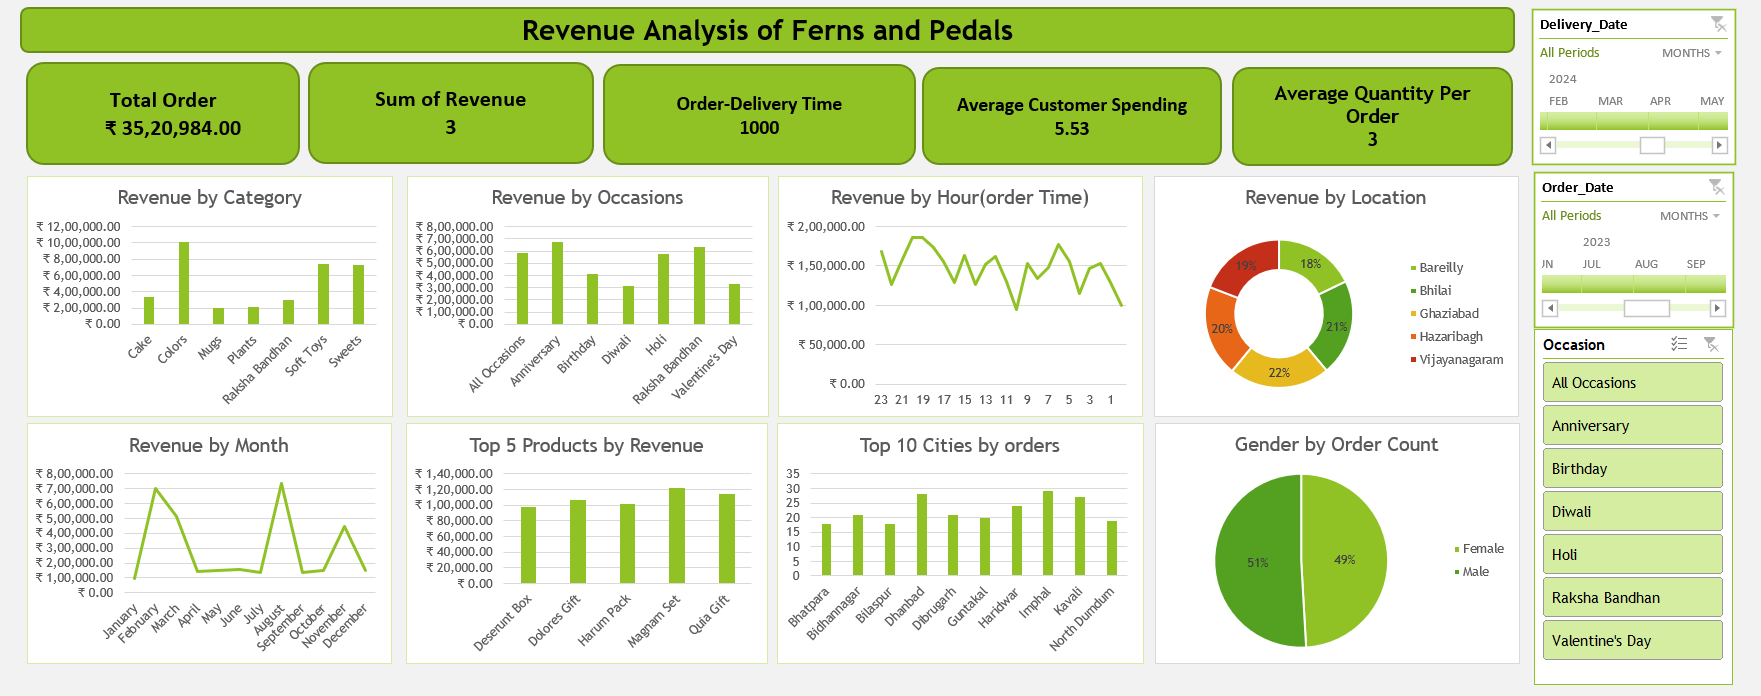 Revenue Analysis of Ferns and Pedals
Total Order
₹ 35,20,984.00
Sum of Revenue
3
Order-Delivery Time
1000
Average Customer Spending
5.53
Average Quantity Per
Order
3
Delivery_Date
All Periods MONTHS
2024
FEB MAR APR MAY
Revenue by Category
₹ 12,00,000.00
₹ 10,00,000.00
₹ 8,00,000.00
₹ 6,00,000.00
₹ 4,00,000.00
₹ 2,00,000.00
₹ 0.00
Cake Colors Mugs Plants Raksha Bandhan Soft Toys Sweets
Revenue by Occasions
₹ 8,00,000.00
₹ 7,00,000.00
₹ 6,00,000.00
₹ 5,00,000.00
₹ 4,00,000.00
₹ 3,00,000.00
₹ 2,00,000.00
₹ 1,00,000.00
₹ 0.00
All Occasions Anniversary Birthday Diwali Holi Raksha Bandhan Valentine's Day
Revenue by Hour(order Time)
₹ 2,00,000.00
₹ 1,50,000.00
₹ 1,00,000.00
₹ 50,000.00
₹ 0.00
23 21 19 17 15 13 11 9 7 5 3 1
Revenue by Location
18%
21%
22%
20%
19%
Bareilly
Bhilai
Ghaziabad
Hazaribagh
Vijayanagaram
Order_Date
All Periods MONTHS
2023
JN JUL AUG SEP
Revenue by Month
₹ 8,00,000.00
₹ 7,00,000.00
₹ 6,00,000.00
₹ 5,00,000.00
₹ 4,00,000.00
₹ 3,00,000.00
₹ 2,00,000.00
₹ 1,00,000.00
₹ 0.00
January February March April May June July August September October November December
Top 5 Products by Revenue
₹ 1,40,000.00
₹ 1,20,000.00
₹ 1,00,000.00
₹ 80,000.00
₹ 60,000.00
₹ 40,000.00
₹ 20,000.00
₹ 0.00
Deserunt Box Dolores Gift Harum Pack Magnam Set Quia Gift
Top 10 Cities by orders
35
30
25
20
15
10
5
0
Bhatpara Bidhannagar Bilaspur Dhanbad Dibrugarh Guntakal Haridwar Imphal Kavali North Dumdum
Gender by Order Count
51%
49%
Female
Male
Occasion
All Occasions
Anniversary
Birthday
Diwali
Holi
Raksha Bandhan
Valentine's Day